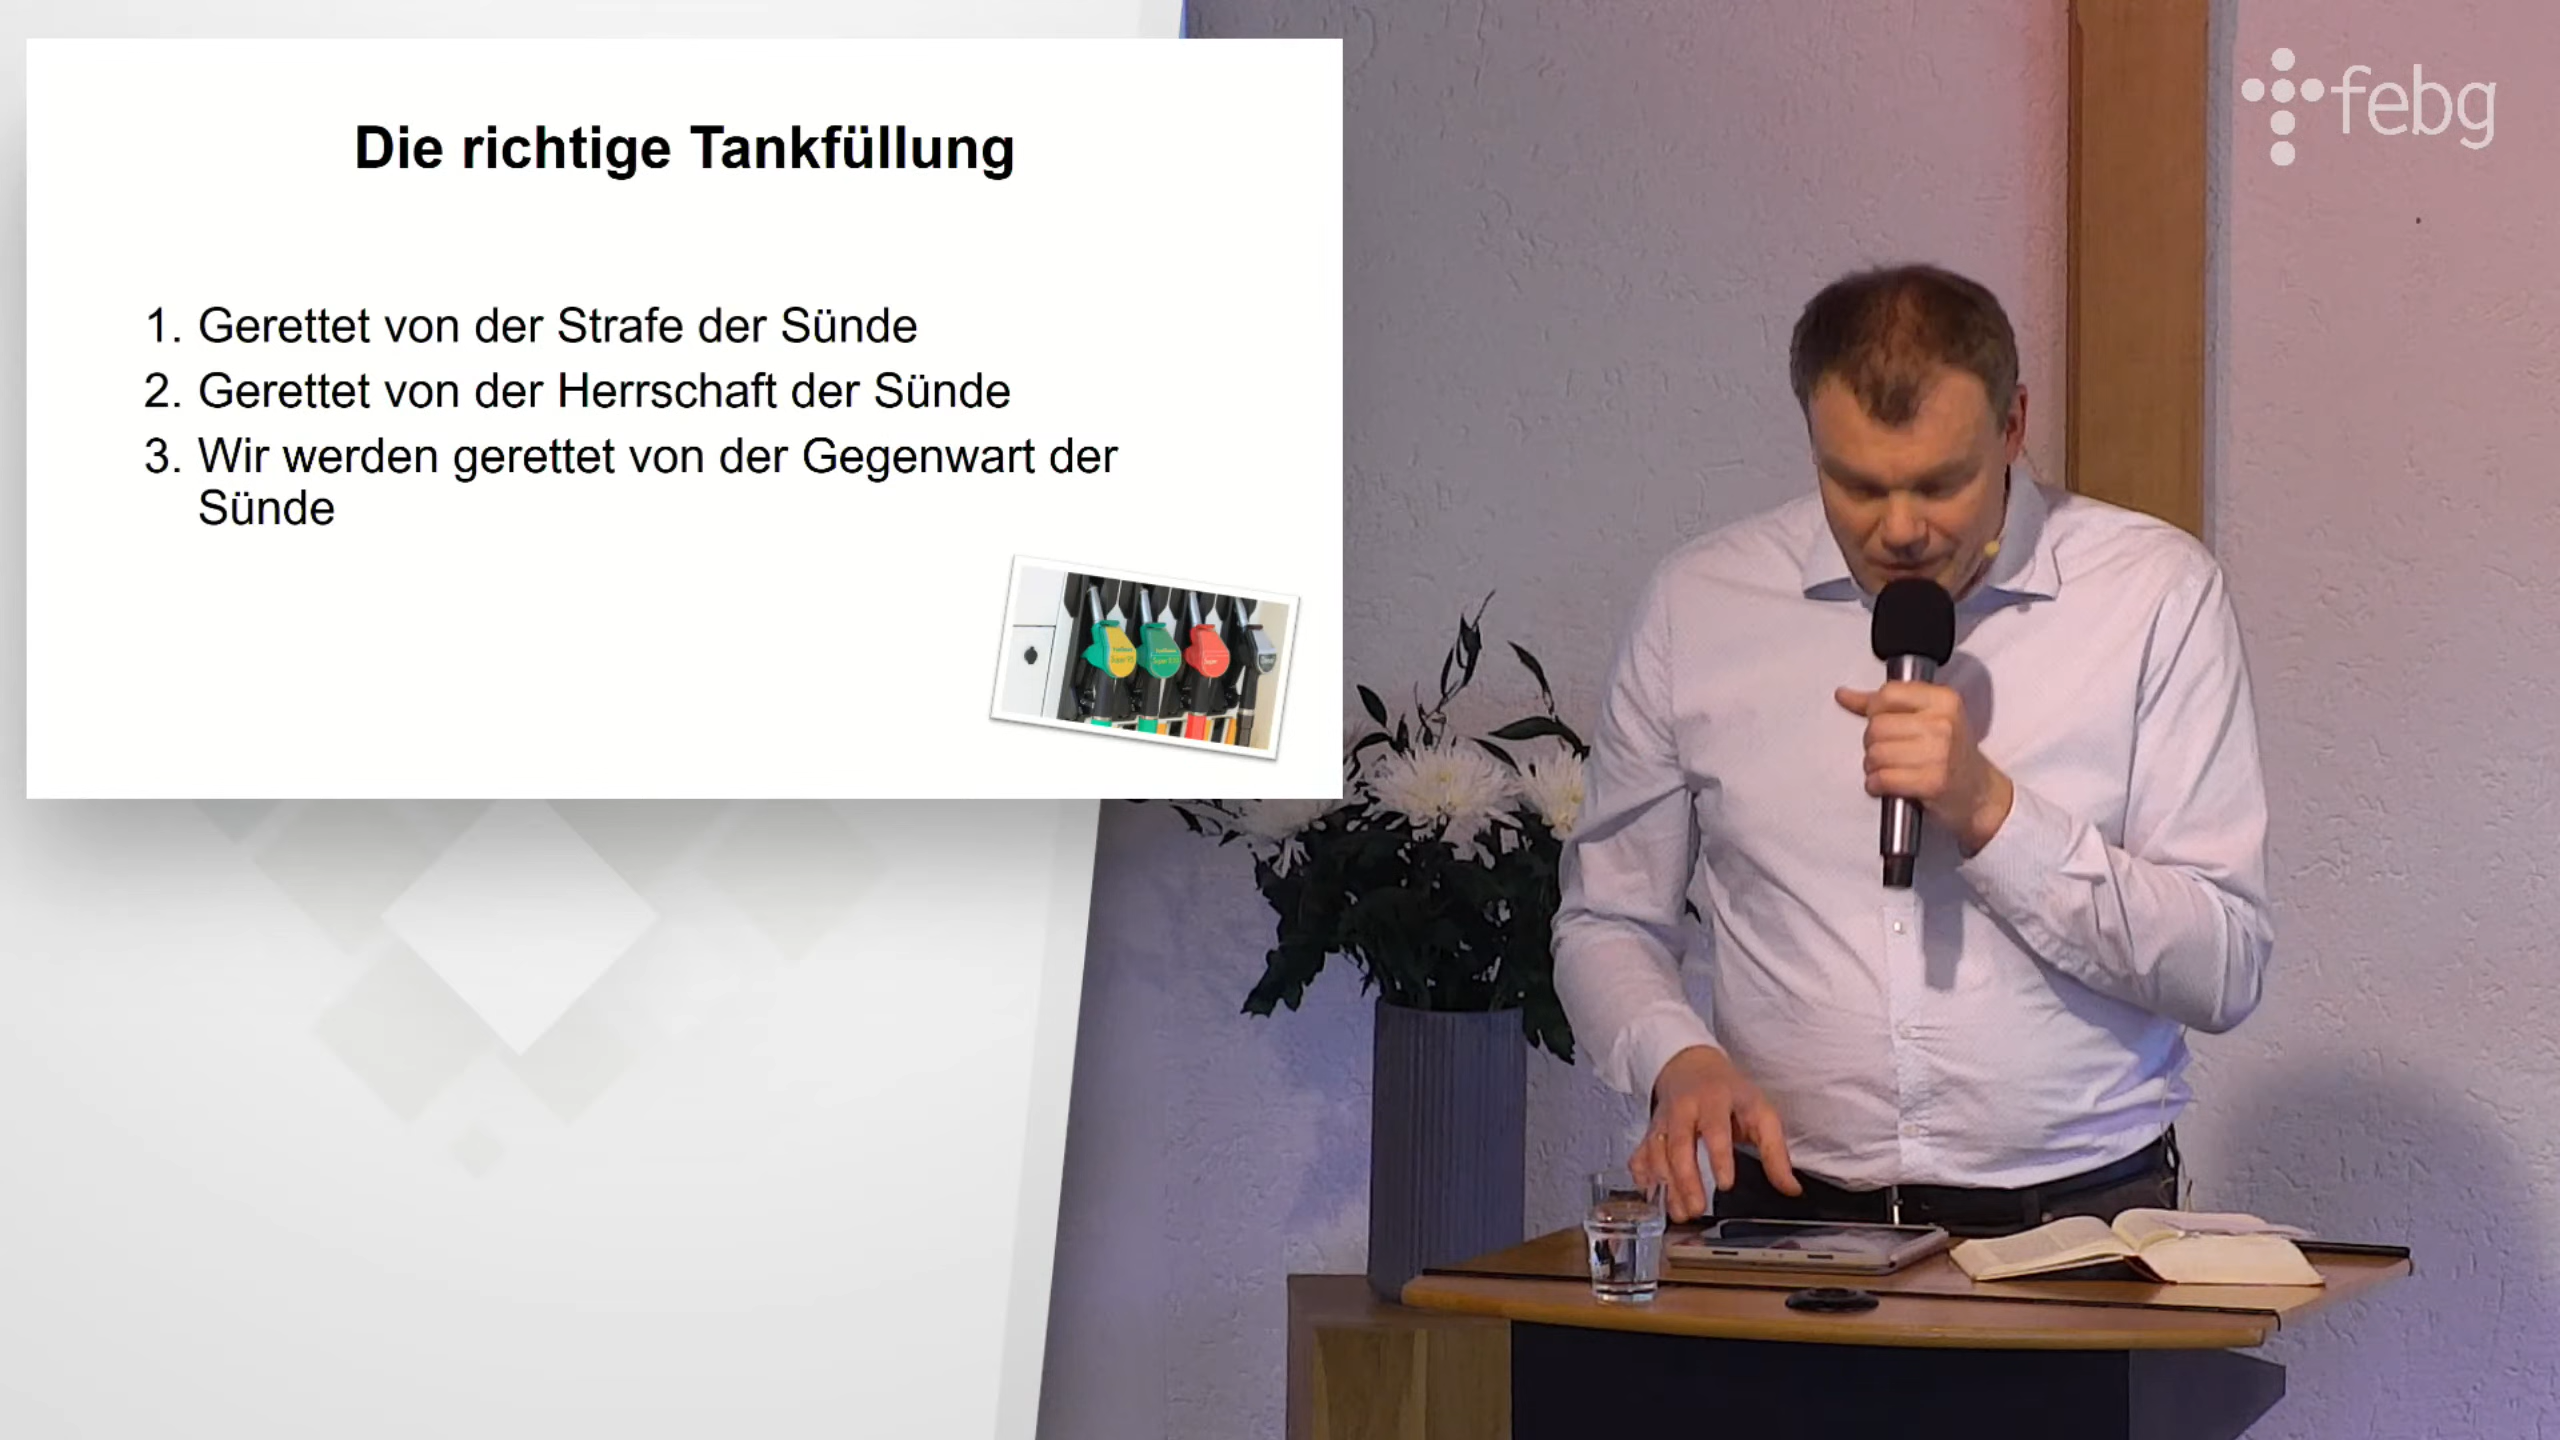 Die richtige Tankfüllung
1. Gerettet von der Strafe der Sünde
2. Gerettet von der Herrschaft der Sünde
3. Wir werden gerettet von der Gegenwart der
Sünde
febg